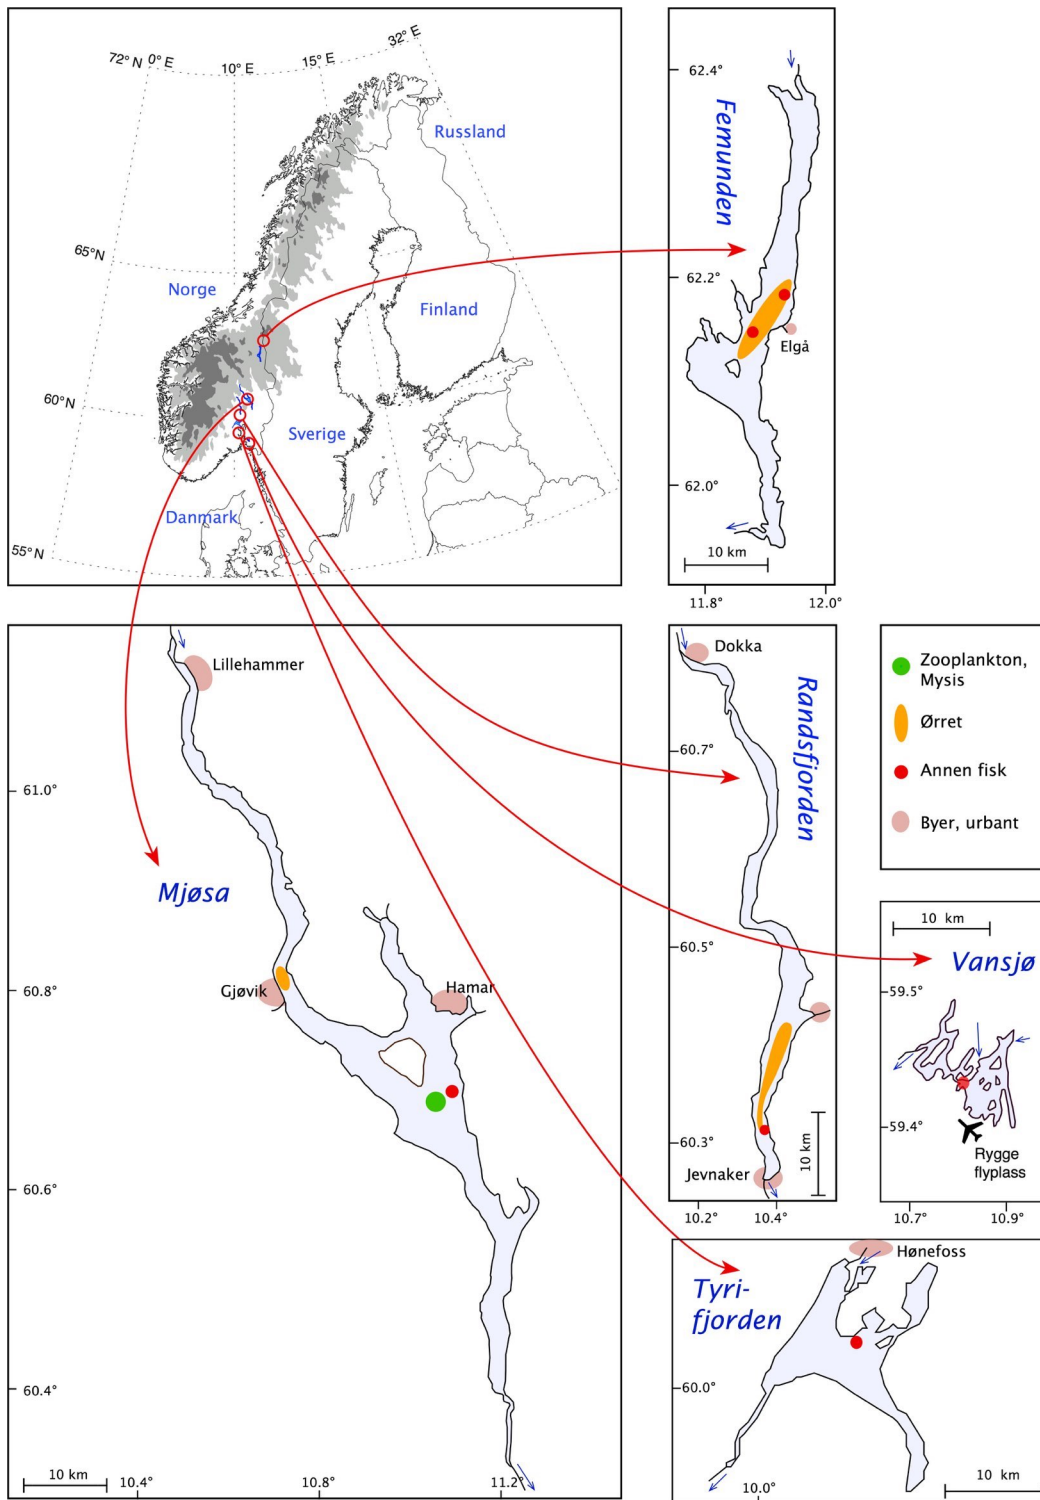 72° N
0° E
10° E
15° E
32° E
65°N
60°N
55°N
Russland
Norge
Finland
Sverige
Danmark
Femunden
62.4°
62.2°
62.0°
Elgå
10 km
11.8°
12.0°
Mjøsa
Lillehammer
Gjøvik
Hamar
61.0°
60.8°
60.6°
60.4°
10 km
10.4°
10.8°
11.2°
Randsfjorden
Dokka
60.7°
60.5°
60.3°
Jevnaker
10 km
10.2°
10.4°
Zooplankton,
Mysis
Ørret
Annen fisk
Byer, urbant
10 km
Vansjø
59.5°
59.4°
Rygge
flyplass
10.7°
10.9°
Hønefoss
Tyri-
fjorden
60.0°
10.0°
10 km